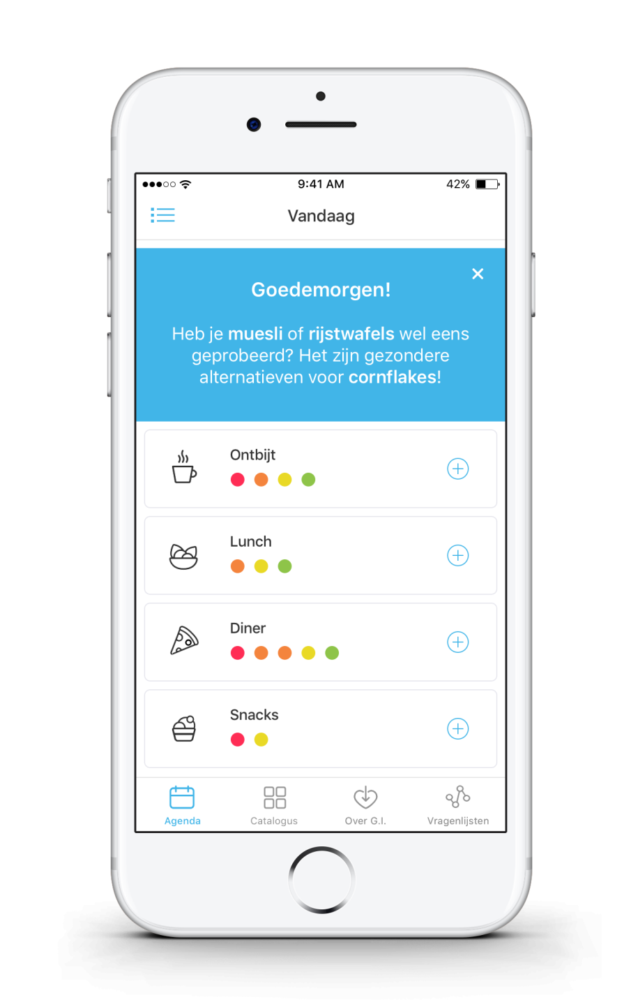 9:41 AM
42%
Vandaag
Goedemorgen!
Heb je muesli of rijstwafels wel eens
geprobeerd? Het zijn gezondere
alternatieven voor cornflakes!
Ontbijt
Lunch
Diner
Snacks
Agenda
Catalogus
Over G.I.
Vragenlijsten